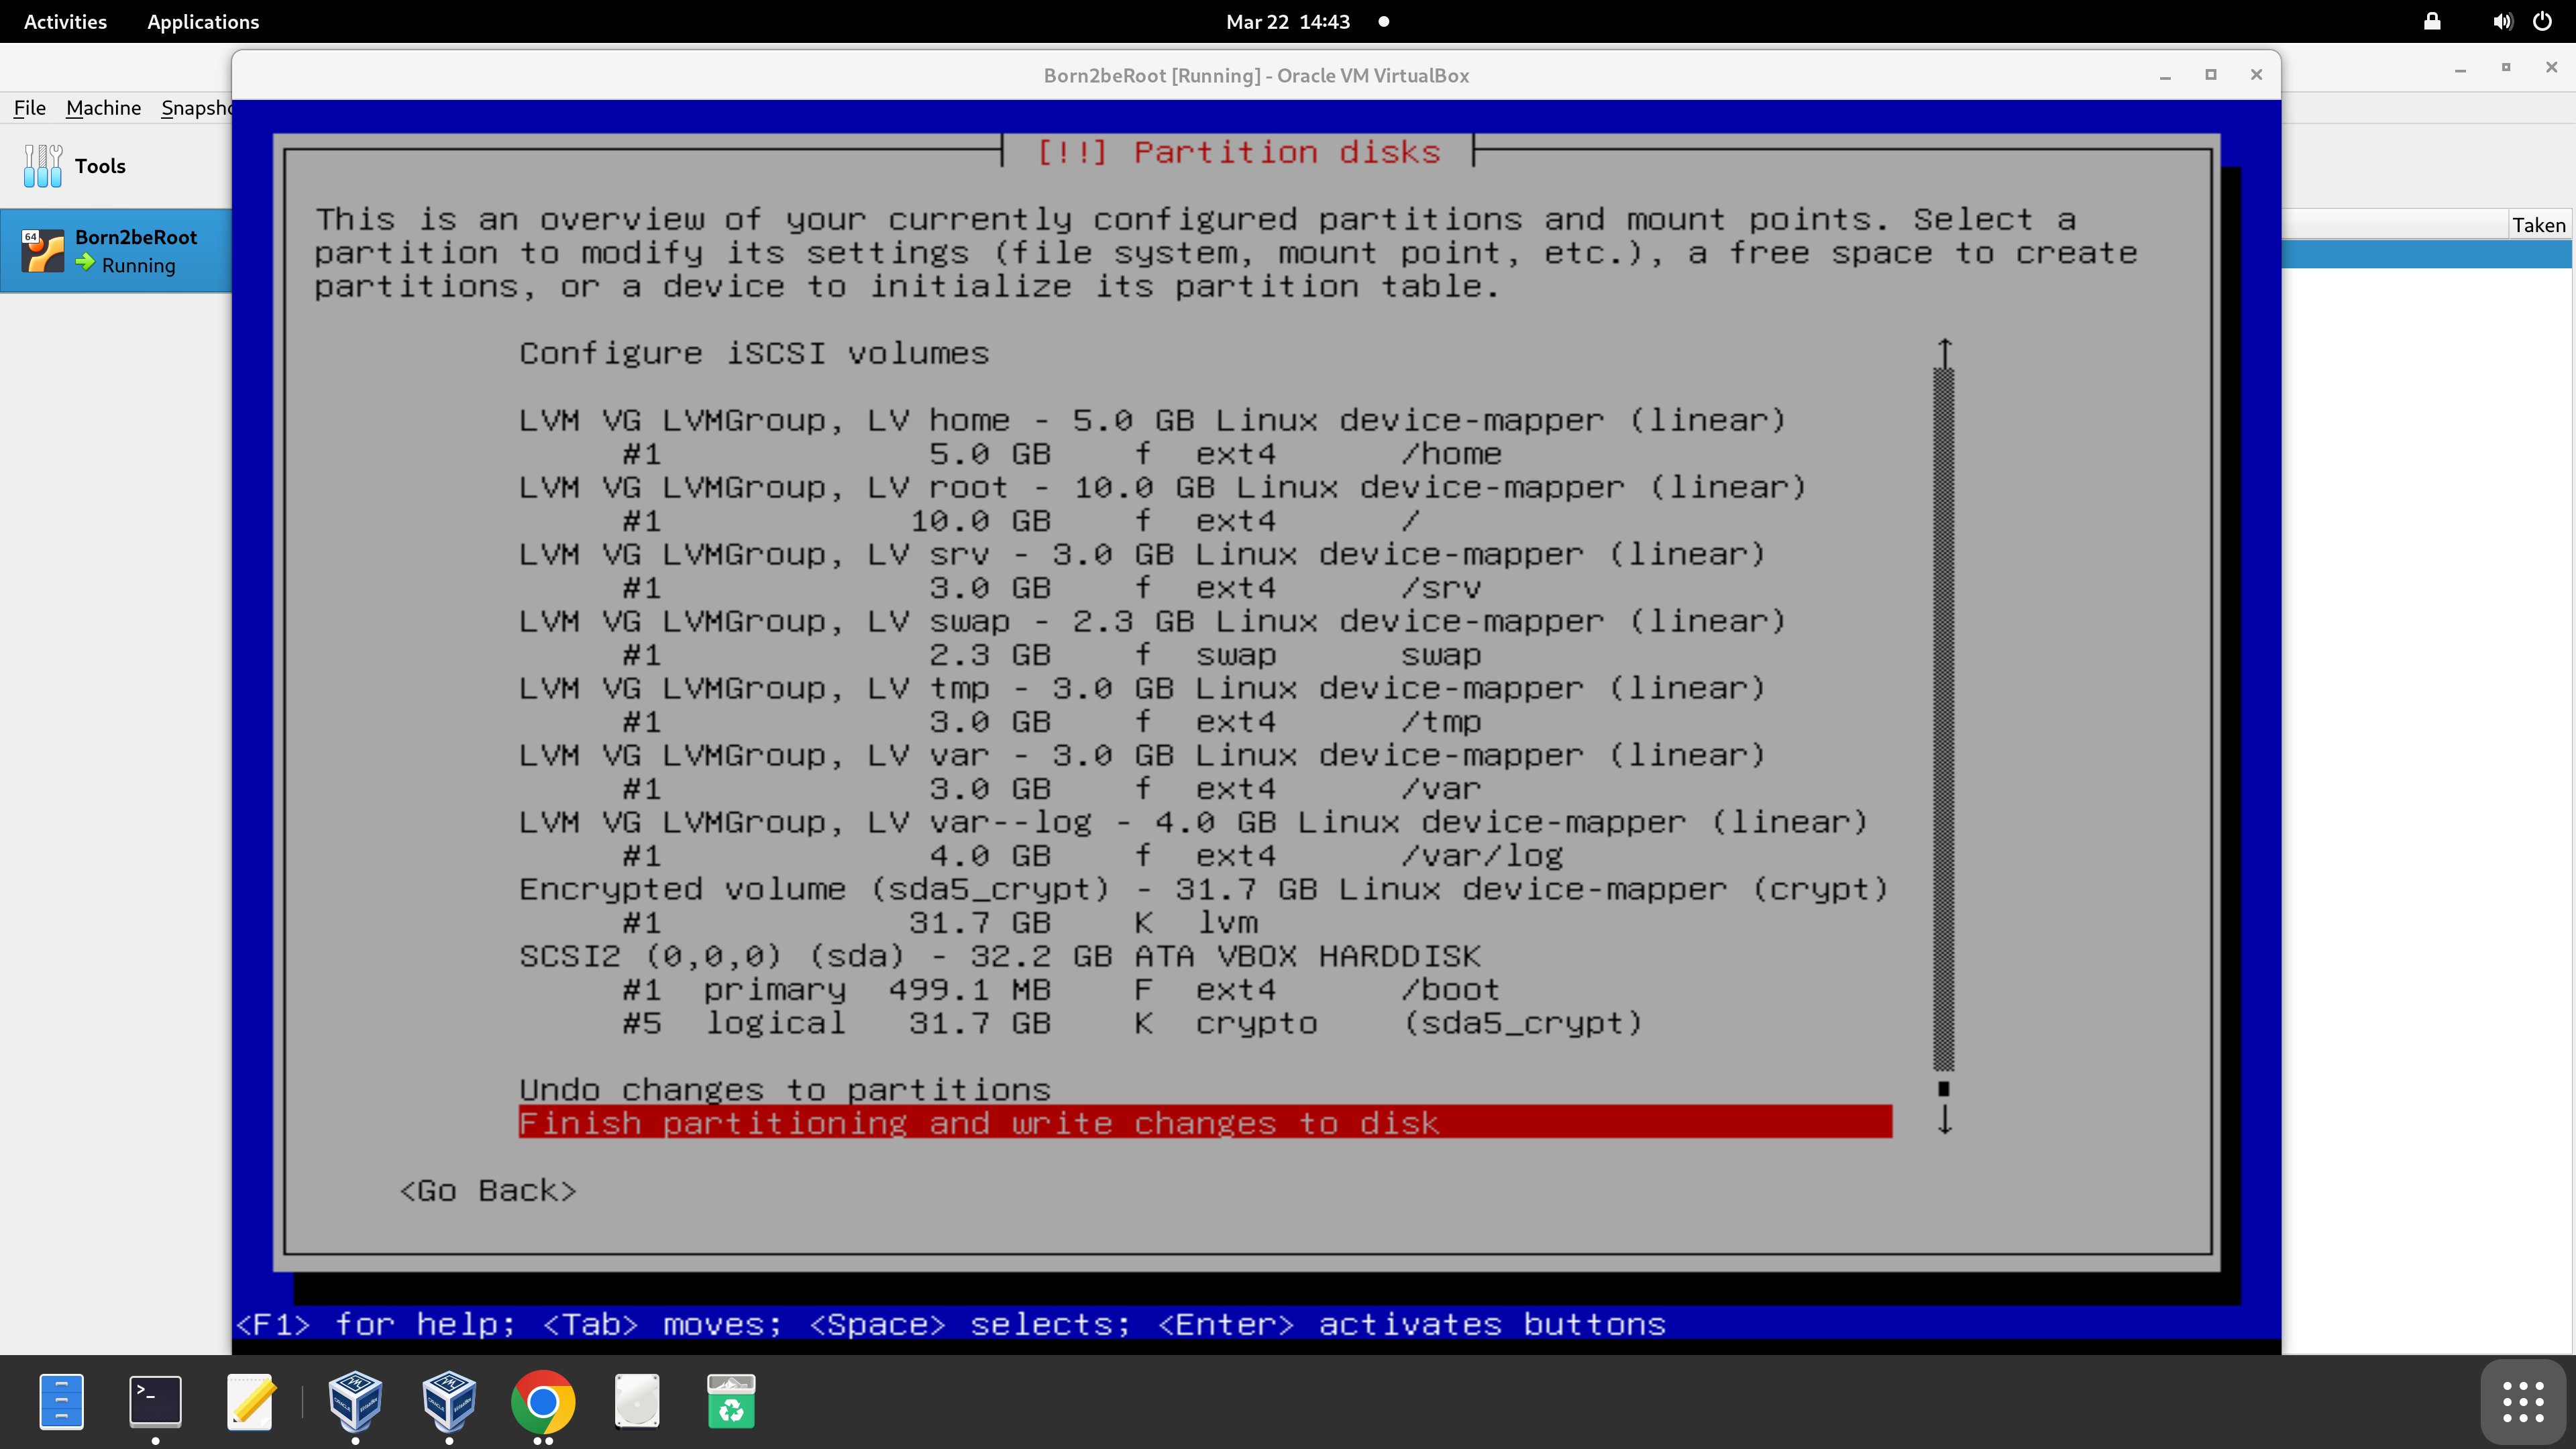 Activities Applications Mar 22 14:43
Born2beRoot [Running] - Oracle VM VirtualBox
File Machine Snapsho
Tools
64 Born2beRoot
Running
Taken
[!!] Partition disks
This is an overview of your currently configured partitions and mount points. Select a
partition to modify its settings (file system, mount point, etc.), a free space to create
partitions, or a device to initialize its partition table.
Configure iSCSI volumes
LVM VG LVMGroup, LV home - 5.0 GB Linux device-mapper (linear)
#1 5.0 GB f ext4 /home
LVM VG LVMGroup, LV root - 10.0 GB Linux device-mapper (linear)
#1 10.0 GB f ext4 /
LVM VG LVMGroup, LV srv - 3.0 GB Linux device-mapper (linear)
#1 3.0 GB f ext4 /srv
LVM VG LVMGroup, LV swap - 2.3 GB Linux device-mapper (linear)
#1 2.3 GB f swap swap
LVM VG LVMGroup, LV tmp - 3.0 GB Linux device-mapper (linear)
#1 3.0 GB f ext4 /tmp
LVM VG LVMGroup, LV var - 3.0 GB Linux device-mapper (linear)
#1 3.0 GB f ext4 /var
LVM VG LVMGroup, LV var--log - 4.0 GB Linux device-mapper (linear)
#1 4.0 GB f ext4 /var/log
Encrypted volume (sda5_crypt) - 31.7 GB Linux device-mapper (crypt)
#1 31.7 GB K lvm
SCSI2 (0,0,0) (sda) - 32.2 GB ATA VBOX HARDDISK
#1 primary 499.1 MB F ext4 /boot
#5 logical 31.7 GB K crypto (sda5_crypt)
Undo changes to partitions
Finish partitioning and write changes to disk
<Go Back>
<F1> for help; <Tab> moves; <Space> selects; <Enter> activates buttons